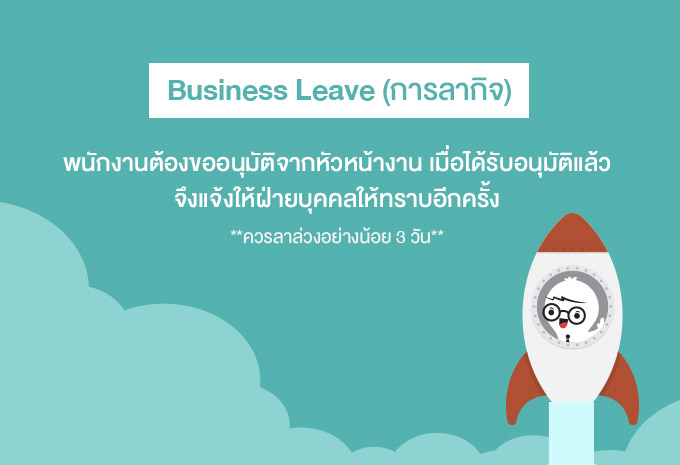 Business Leave (การลากิจ)
พนักงานต้องขออนุมัติจากหัวหน้างาน เมื่อได้รับอนุมัติแล้ว
จึงแจ้งให้ฝ่ายบุคคลให้ทราบอีกครั้ง
**ควรลาล่วงอย่างน้อย 3 วัน**